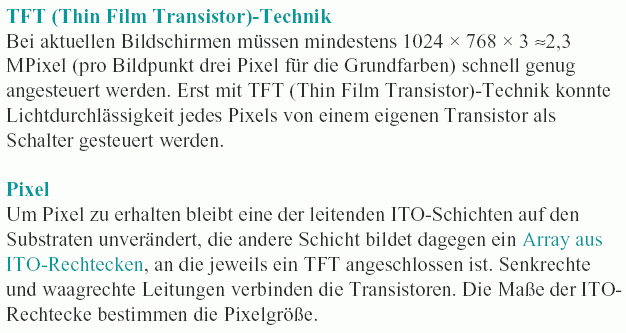 TFT (Thin Film Transistor)-Technik
Bei aktuellen Bildschirmen müssen mindestens 1024 × 768 × 3 ≈2,3
MPixel (pro Bildpunkt drei Pixel für die Grundfarben) schnell genug
angesteuert werden. Erst mit TFT (Thin Film Transistor)-Technik konnte
Lichtdurchlässigkeit jedes Pixels von einem eigenen Transistor als
Schalter gesteuert werden.
Pixel
Um Pixel zu erhalten bleibt eine der leitenden ITO-Schichten auf den
Substraten unverändert, die andere Schicht bildet dagegen ein Array aus
ITO-Rechtecken, an die jeweils ein TFT angeschlossen ist. Senkrechte
und waagrechte Leitungen verbinden die Transistoren. Die Maße der ITO-
Rechtecke bestimmen die Pixelgröße.